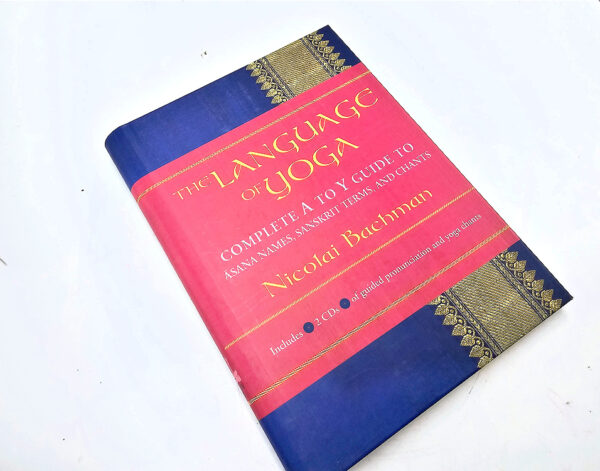 THE LANGUAGE
OF YOGA
COMPLETE A TO Y GUIDE TO
ĀSANA NAMES, SANSKRIT TERMS, AND CHANTS
Nicolai Bachman
Includes 2 CDs of guided pronunciation and yoga chants